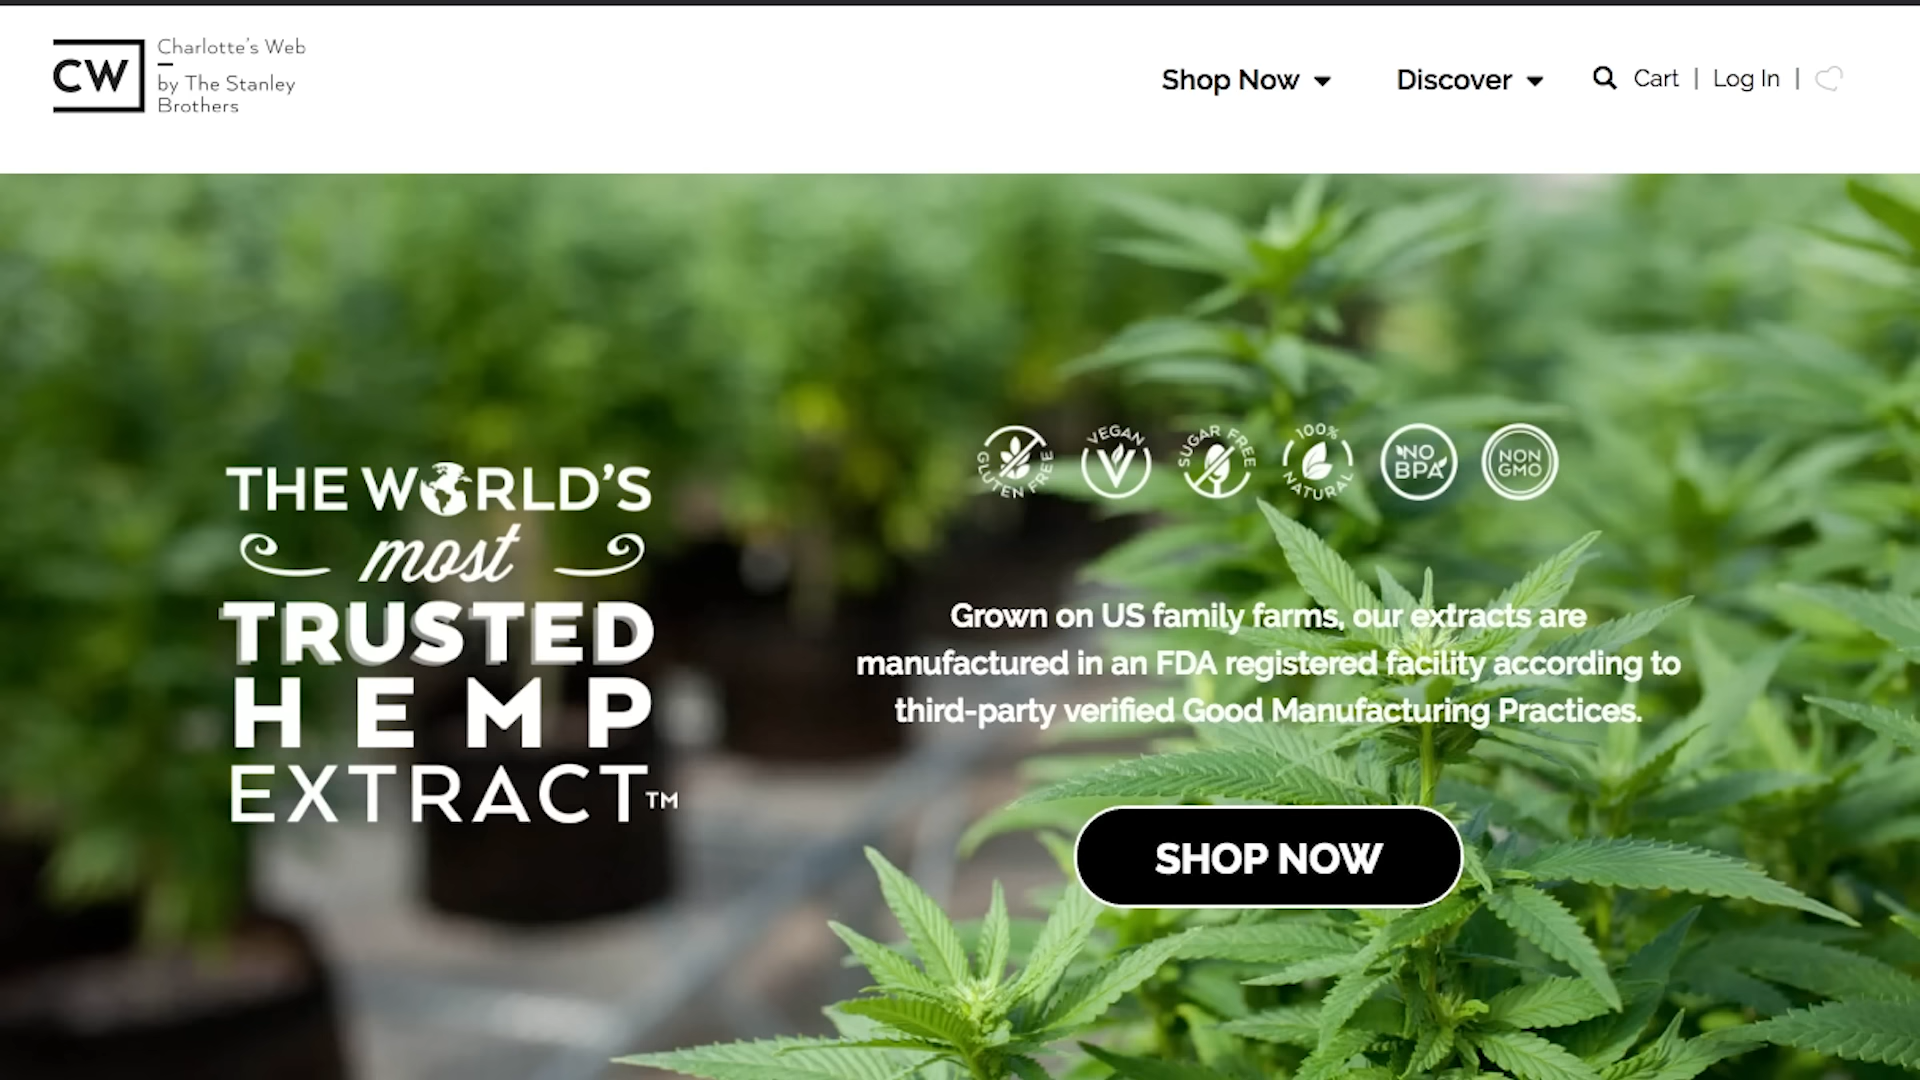 CW
Charlotte's Web
by The Stanley
Brothers
Shop Now
Discover
Cart | Log In |
GLUTEN FREE
VEGAN
V
SUGAR FREE
100%
NATURAL
NO
BPA
NON
GMO
THE WORLD'S
most
TRUSTED
HEMP
EXTRACT™
Grown on US family farms, our extracts are
manufactured in an FDA registered facility according to
third-party verified Good Manufacturing Practices.
SHOP NOW